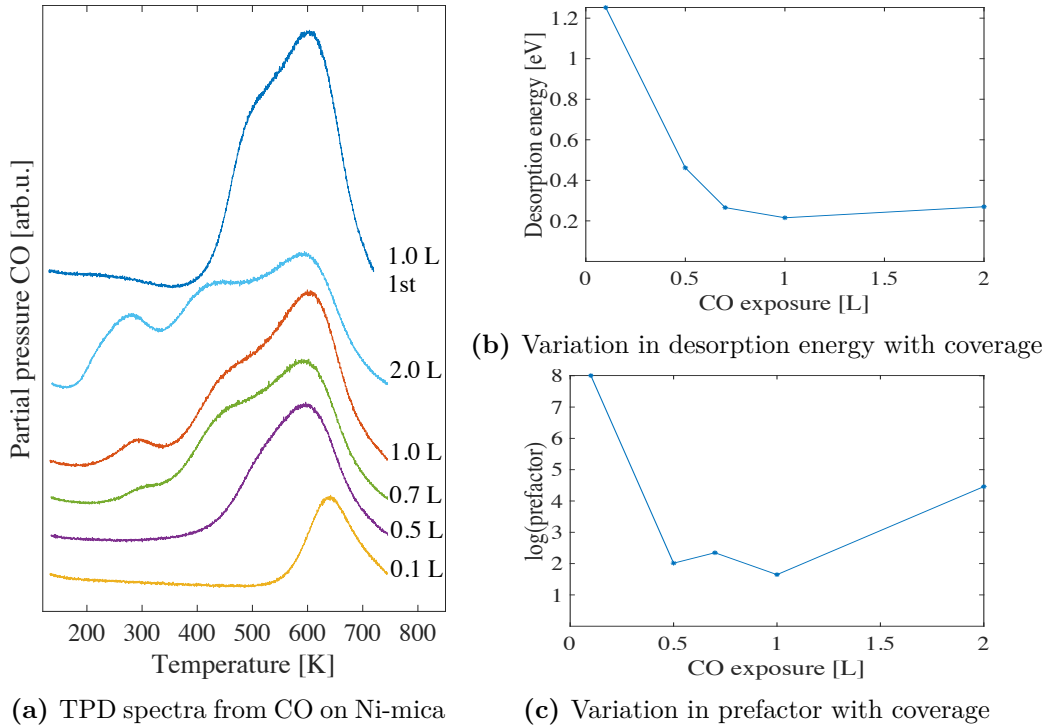 Partial pressure CO [arb.u.]
1.0 L
1st
2.0 L
1.0 L
0.7 L
0.5 L
0.1 L
200 300 400 500 600 700 800
Temperature [K]
(a) TPD spectra from CO on Ni-mica
Desorption energy [eV]
1.2
1
0.8
0.6
0.4
0.2
0 0.5 1 1.5 2
CO exposure [L]
(b) Variation in desorption energy with coverage
log(prefactor)
8
7
6
5
4
3
2
1
0 0.5 1 1.5 2
CO exposure [L]
(c) Variation in prefactor with coverage